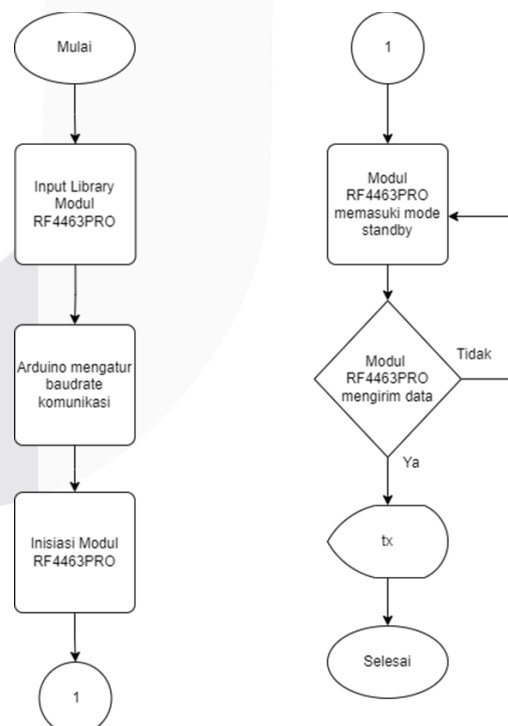 Mulai
Input Library
Modul
RF4463PRO
Arduino mengatur
baudrate
komunikasi
Inisiasi Modul
RF4463PRO
1
1
Modul
RF4463PRO
memasuki mode
standby
Modul
RF4463PRO
mengirim data
Tidak
Ya
tx
Selesai